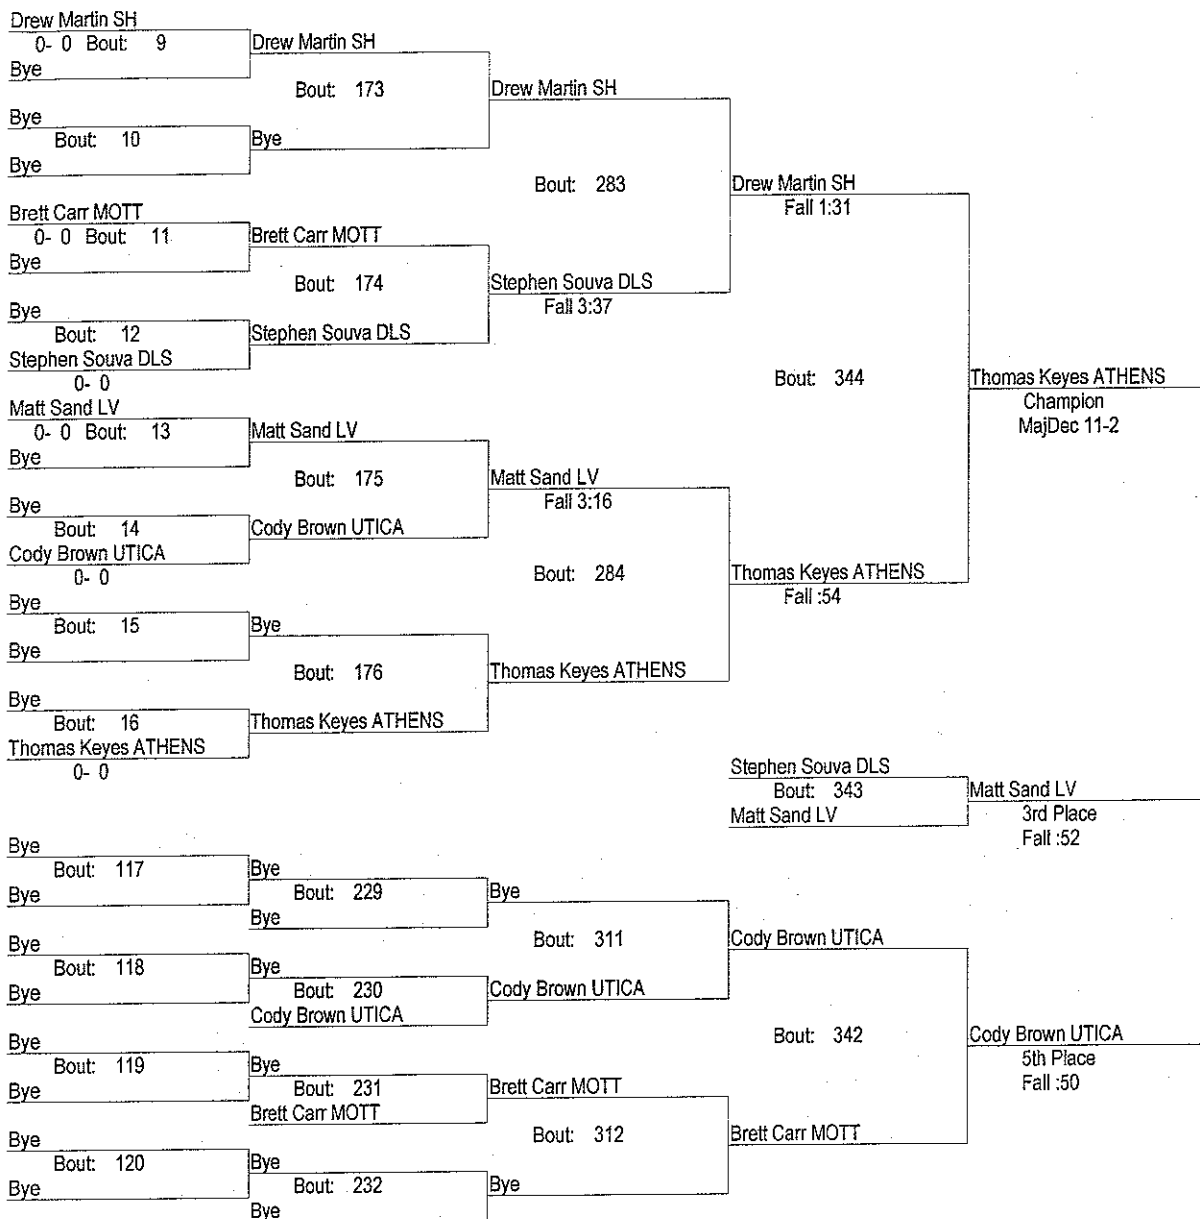 Drew Martin SH
0- 0 Bout: 9
Bye
Drew Martin SH
Bout: 173
Drew Martin SH
Bye
Bout: 10
Bye
Bye
Bout: 283
Drew Martin SH
Fall 1:31
Brett Carr MOTT
0- 0 Bout: 11
Bye
Brett Carr MOTT
Bout: 174
Stephen Souva DLS
Fall 3:37
Bye
Bout: 12
Stephen Souva DLS
0- 0
Stephen Souva DLS
Bout: 344
Thomas Keyes ATHENS
Champion
MajDec 11-2
Matt Sand LV
0- 0 Bout: 13
Bye
Matt Sand LV
Bout: 175
Matt Sand LV
Fall 3:16
Bye
Bout: 14
Cody Brown UTICA
0- 0
Cody Brown UTICA
Bout: 284
Thomas Keyes ATHENS
Fall :54
Bye
Bout: 15
Bye
Bye
Bout: 176
Thomas Keyes ATHENS
Bye
Bout: 16
Thomas Keyes ATHENS
0- 0
Thomas Keyes ATHENS
Stephen Souva DLS
Bout: 343
Matt Sand LV
Matt Sand LV
3rd Place
Fall :52
Bye
Bout: 117
Bye
Bye
Bout: 229
Bye
Bye
Bout: 311
Cody Brown UTICA
Bye
Bout: 118
Bye
Bye
Bout: 230
Cody Brown UTICA
Cody Brown UTICA
Bout: 342
Cody Brown UTICA
5th Place
Fall :50
Bye
Bout: 119
Bye
Bye
Bout: 231
Brett Carr MOTT
Brett Carr MOTT
Bout: 312
Brett Carr MOTT
Bye
Bout: 120
Bye
Bye
Bout: 232
Bye
Bye